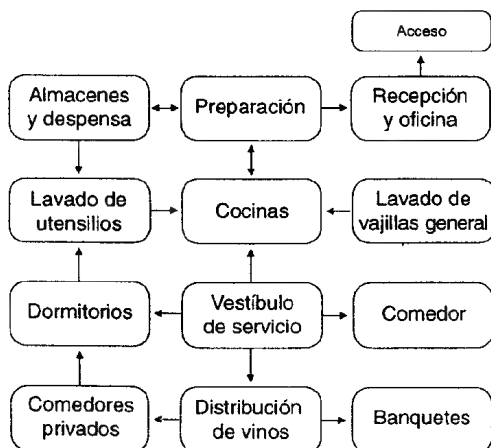 Acceso
Almacenes
y despensa
Preparación
Recepción
y oficina
Lavado de
utensilios
Cocinas
Lavado de
vajillas general
Dormitorios
Vestíbulo
de servicio
Comedor
Comedores
privados
Distribución
de vinos
Banquetes